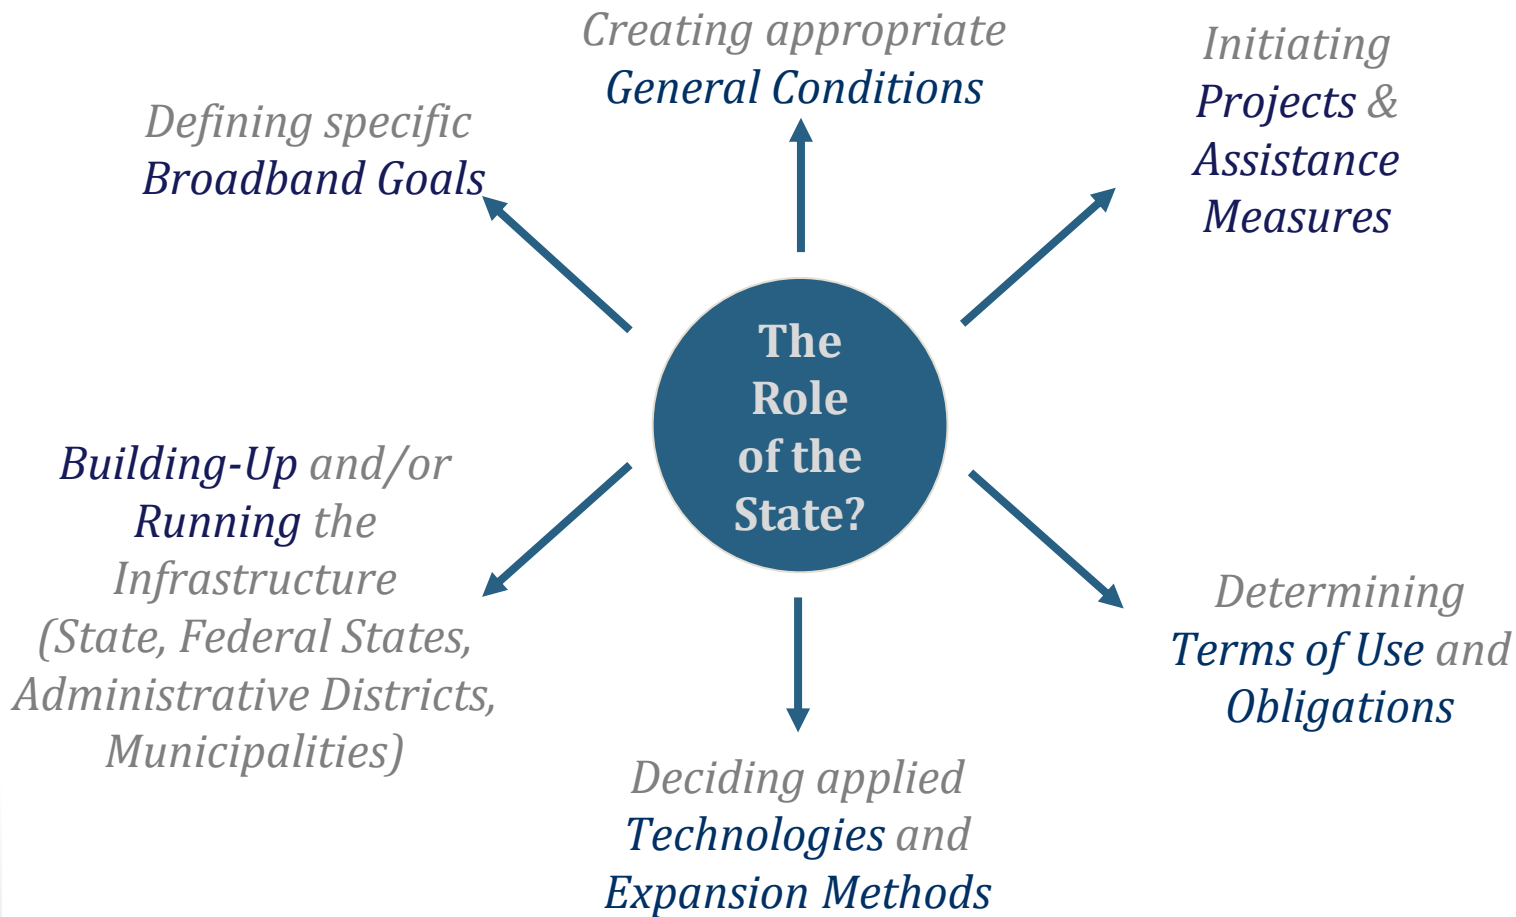 Creating appropriate
General Conditions
Initiating
Projects &
Assistance
Measures
Defining specific
Broadband Goals
The
Role
of the
State?
Building-Up and/or
Running the
Infrastructure
(State, Federal States,
Administrative Districts,
Municipalities)
Determining
Terms of Use and
Obligations
Deciding applied
Technologies and
Expansion Methods